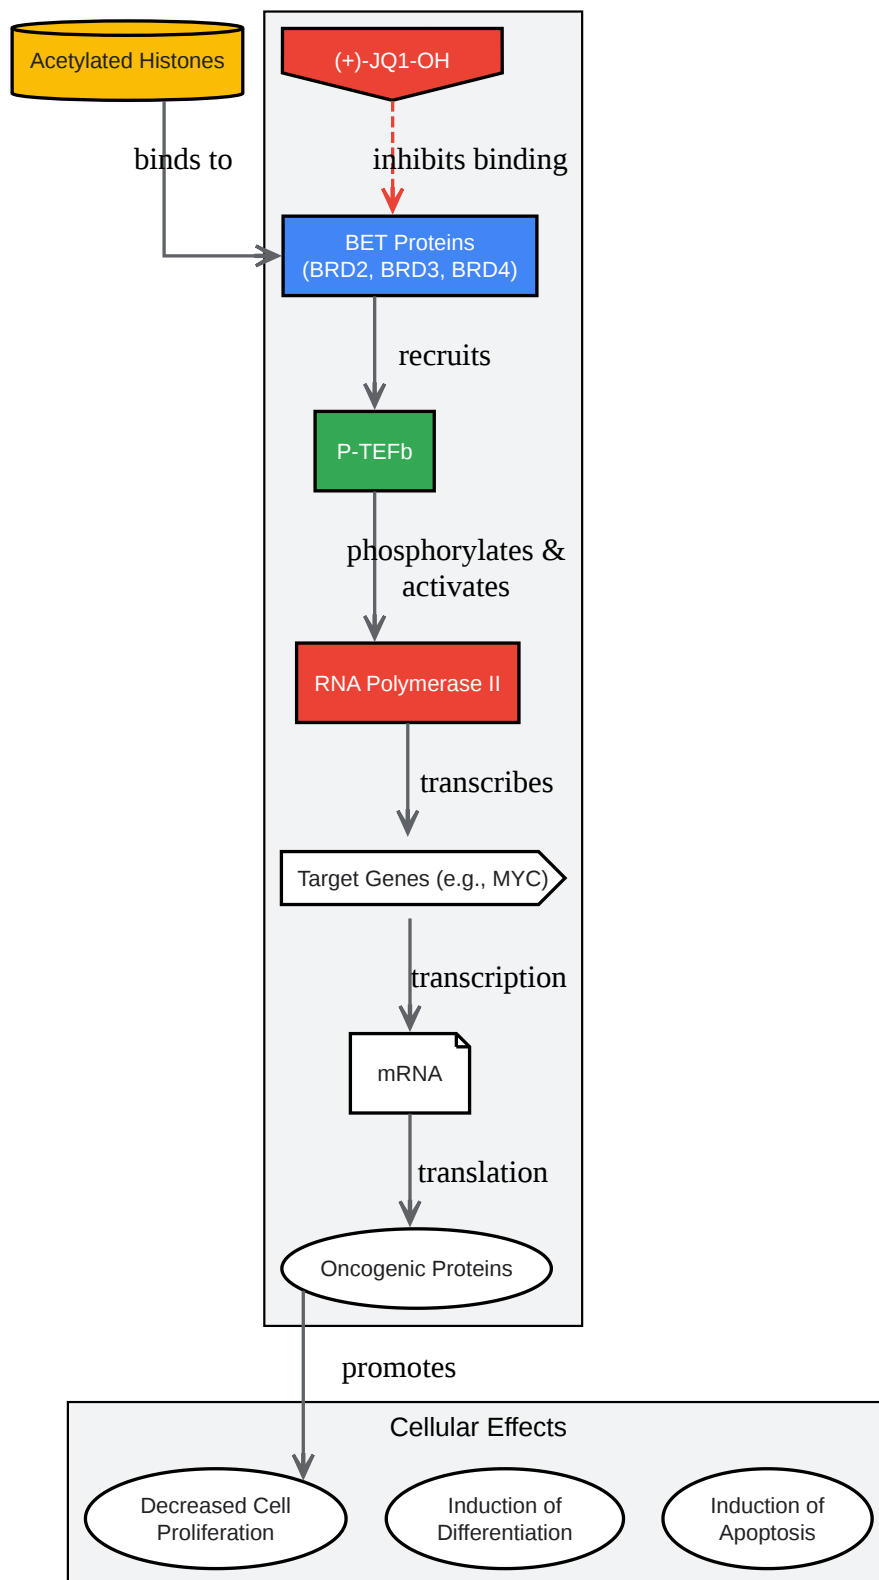 Acetylated Histones
(+)-JQ1-OH
binds to
inhibits binding
BET Proteins
(BRD2, BRD3, BRD4)
recruits
P-TEFb
phosphorylates &
activates
RNA Polymerase II
transcribes
Target Genes (e.g., MYC)
transcription
mRNA
translation
Oncogenic Proteins
promotes
Cellular Effects
Decreased Cell
Proliferation
Induction of
Differentiation
Induction of
Apoptosis